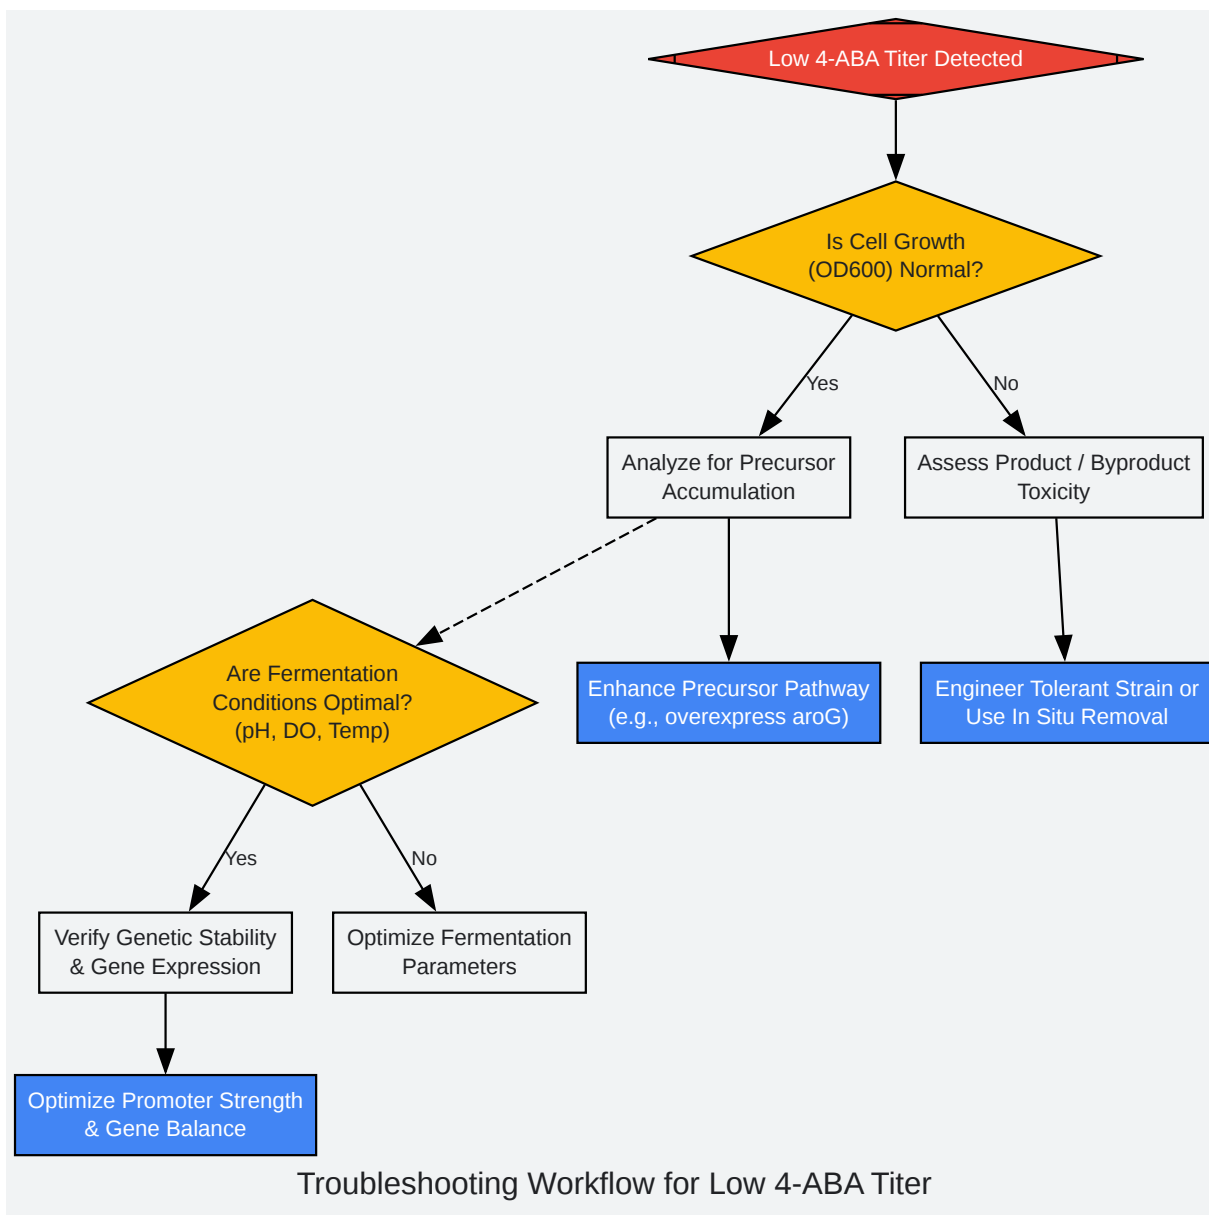 Low 4-ABA Titer Detected
Is Cell Growth
(OD600) Normal?
Yes
No
Analyze for Precursor
Accumulation
Assess Product / Byproduct
Toxicity
Are Fermentation
Conditions Optimal?
(pH, DO, Temp)
Enhance Precursor Pathway
(e.g., overexpress aroG)
Engineer Tolerant Strain or
Use In Situ Removal
Yes
No
Verify Genetic Stability
& Gene Expression
Optimize Fermentation
Parameters
Optimize Promoter Strength
& Gene Balance
Troubleshooting Workflow for Low 4-ABA Titer